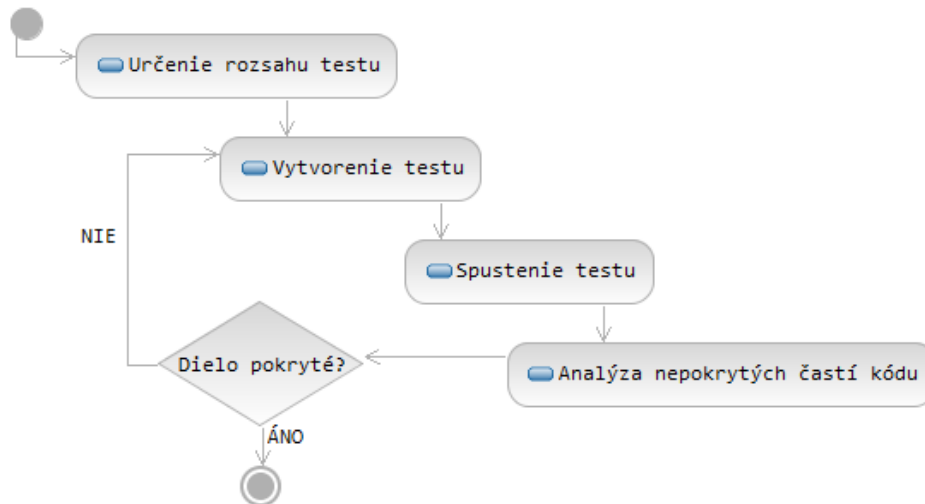 Určenie rozsahu testu
Vytvorenie testu
NIE
Spustenie testu
Dielo pokryté?
Analýza nepokrytých častí kódu
ÁNO